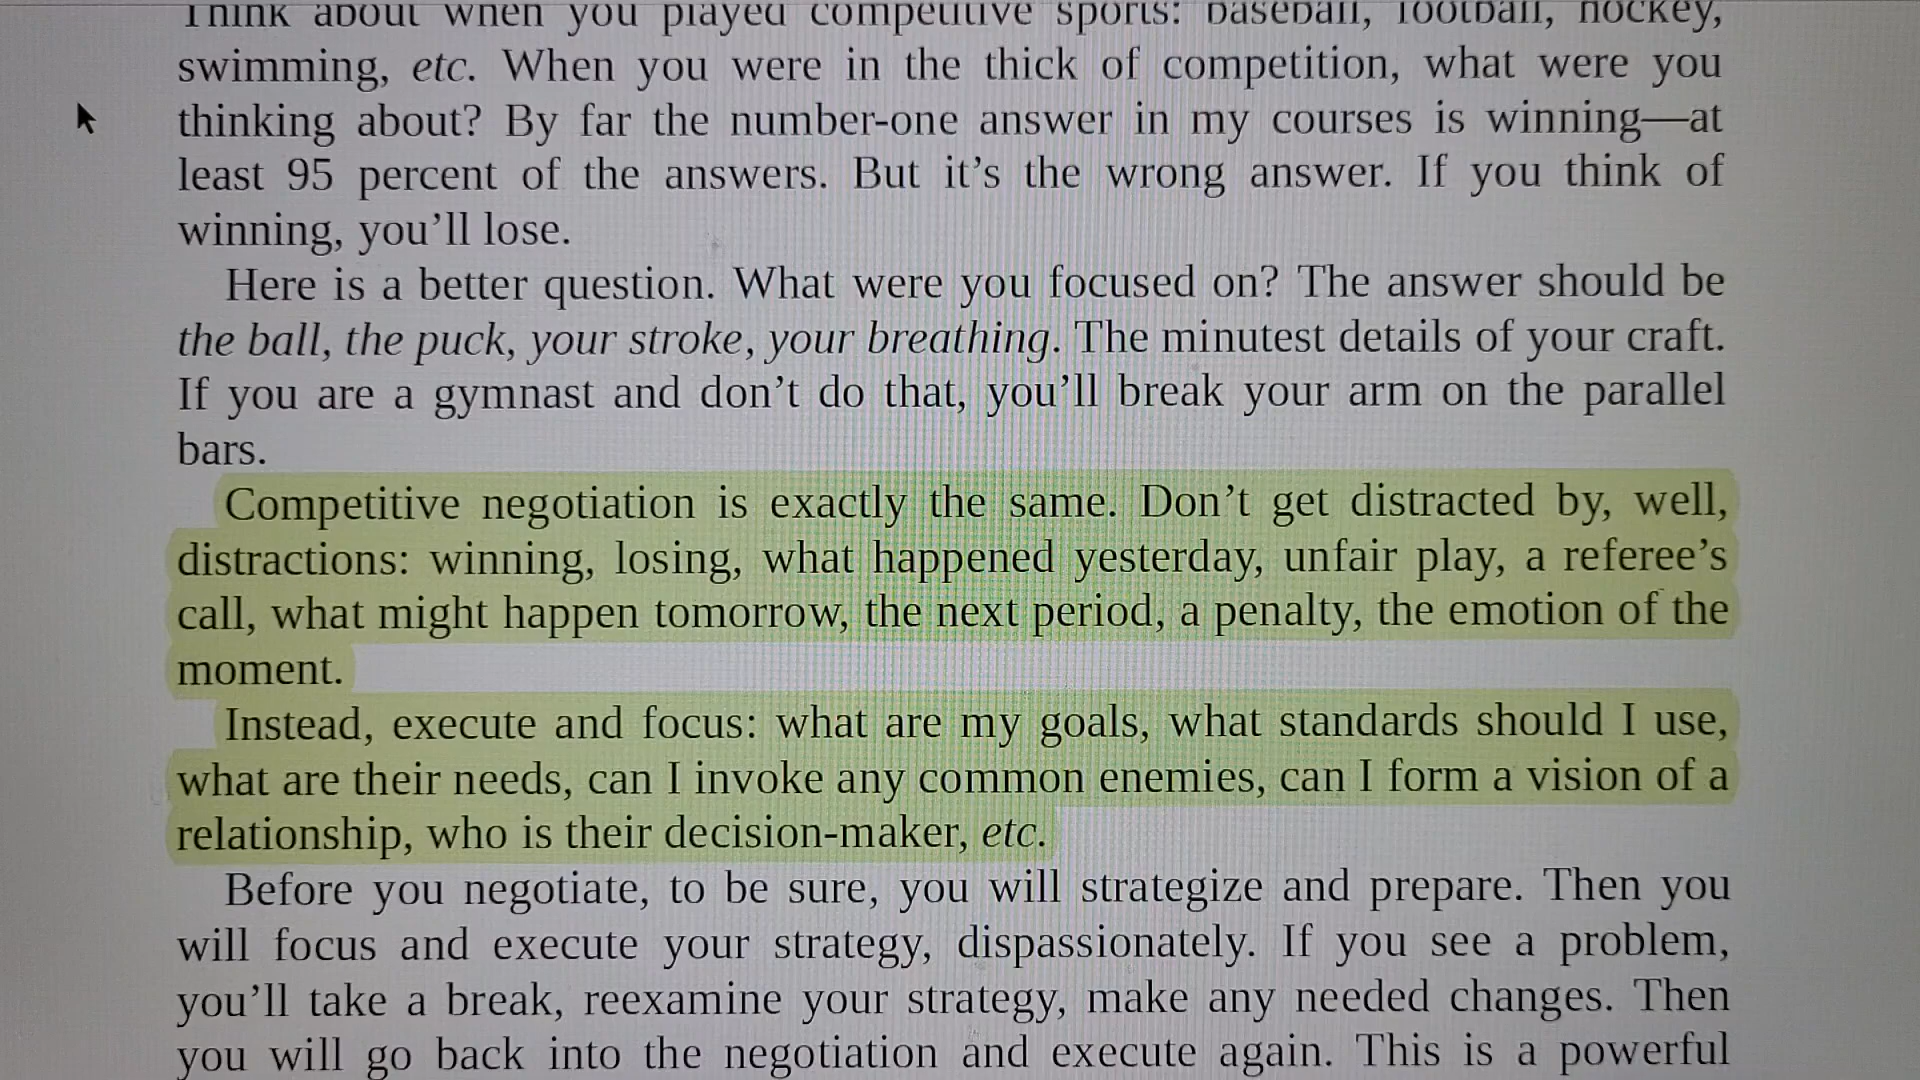 Think about when you played competitive sports: baseball, football, hockey,
swimming, etc. When you were in the thick of competition, what were you
thinking about? By far the number-one answer in my courses is winning—at
least 95 percent of the answers. But it’s the wrong answer. If you think of
winning, you’ll lose.
Here is a better question. What were you focused on? The answer should be
the ball, the puck, your stroke, your breathing. The minutest details of your craft.
If you are a gymnast and don’t do that, you’ll break your arm on the parallel
bars.
Competitive negotiation is exactly the same. Don’t get distracted by, well,
distractions: winning, losing, what happened yesterday, unfair play, a referee’s
call, what might happen tomorrow, the next period, a penalty, the emotion of the
moment.
Instead, execute and focus: what are my goals, what standards should I use,
what are their needs, can I invoke any common enemies, can I form a vision of a
relationship, who is their decision-maker, etc.
Before you negotiate, to be sure, you will strategize and prepare. Then you
will focus and execute your strategy, dispassionately. If you see a problem,
you’ll take a break, reexamine your strategy, make any needed changes. Then
you will go back into the negotiation and execute again. This is a powerful